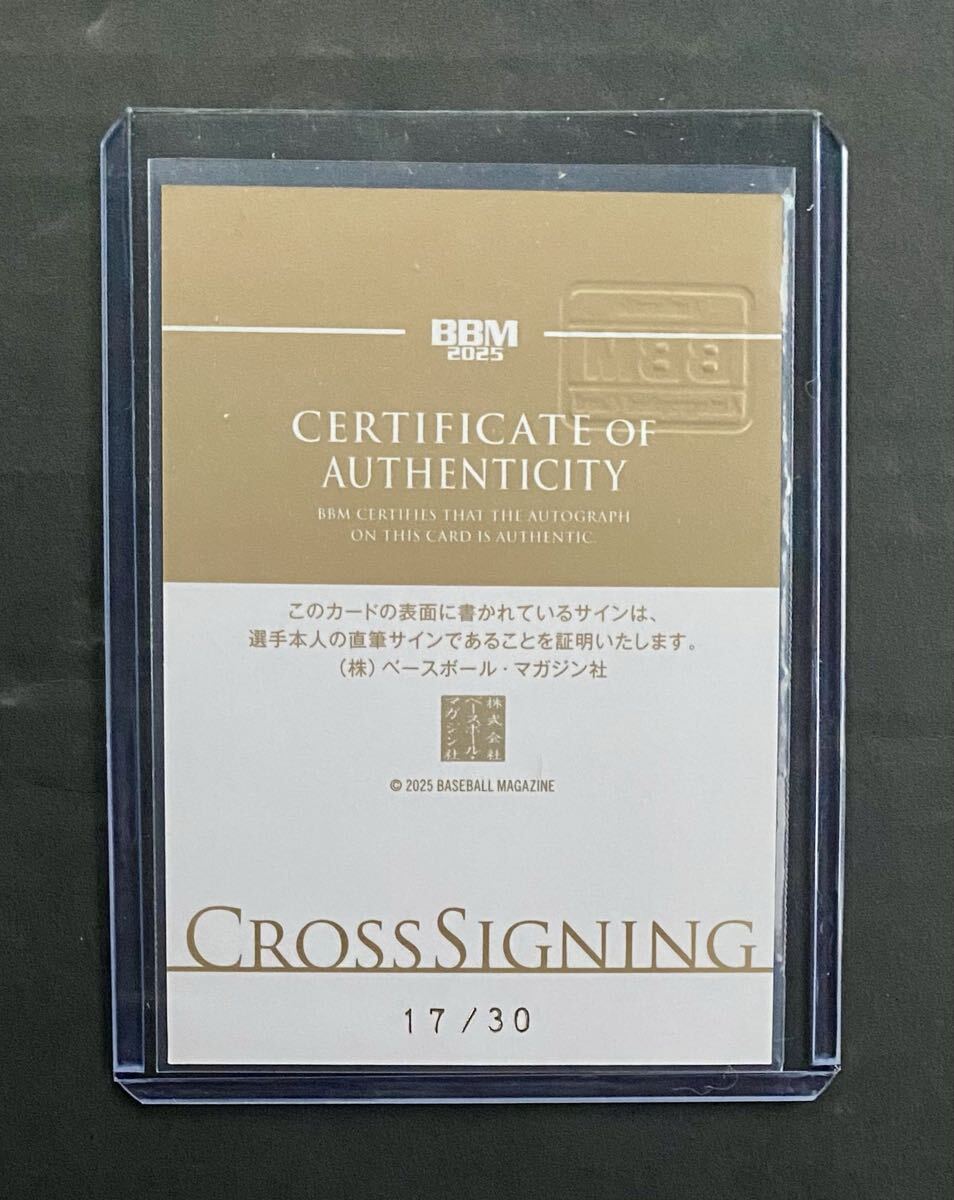 BBM
2025
BBM
CERTIFICATE OF
AUTHENTICITY
BBM CERTIFIES THAT THE AUTOGRAPH
ON THIS CARD IS AUTHENTIC.
このカードの表面に書かれているサインは、
選手本人の直筆サインであることを証明いたします。
（株）ベースボール・マガジン社
株式会社
ベースボール・
マガジン社
© 2025 BASEBALL MAGAZINE
CROSSSIGNING
17/30